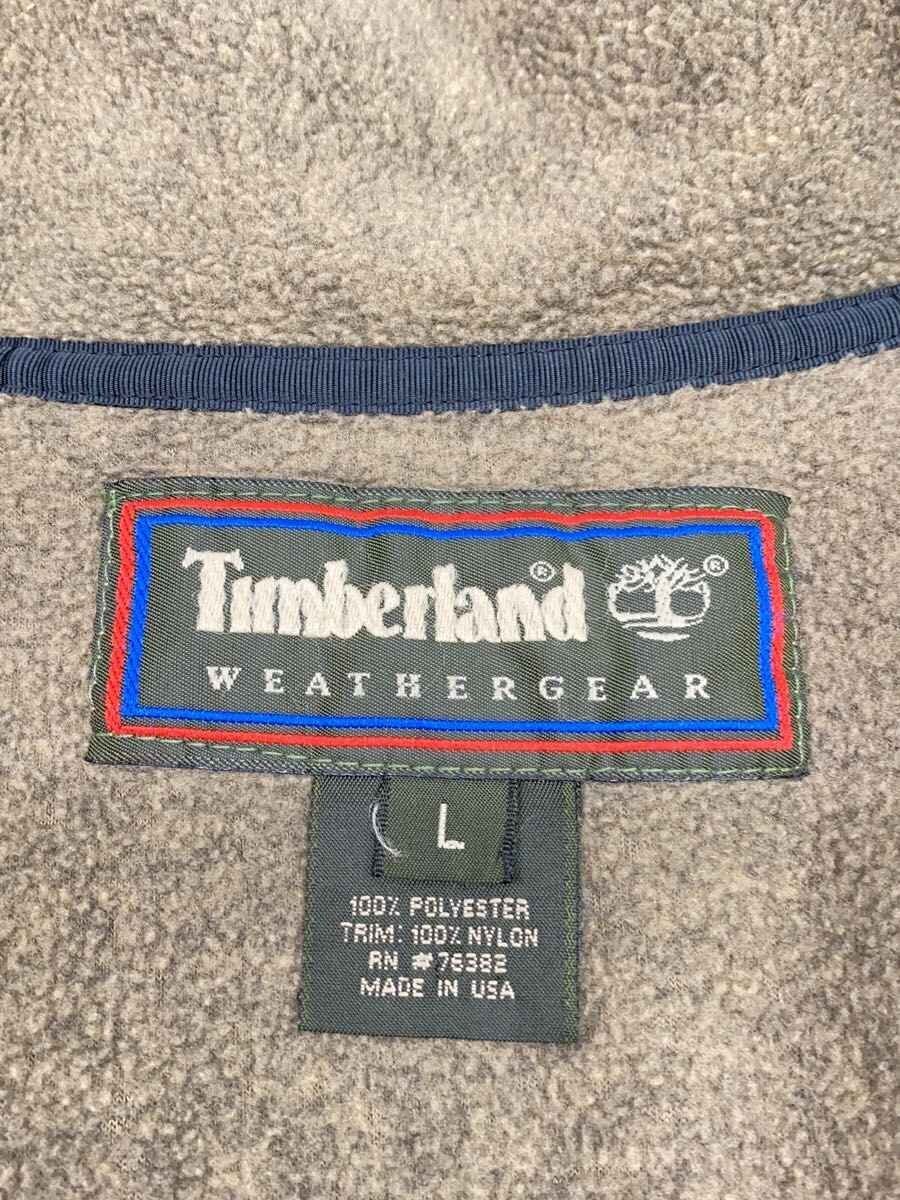 Timberland®
®
WEATHERGEAR
L
100% POLYESTER
TRIM: 100% NYLON
RN #76382
MADE IN USA